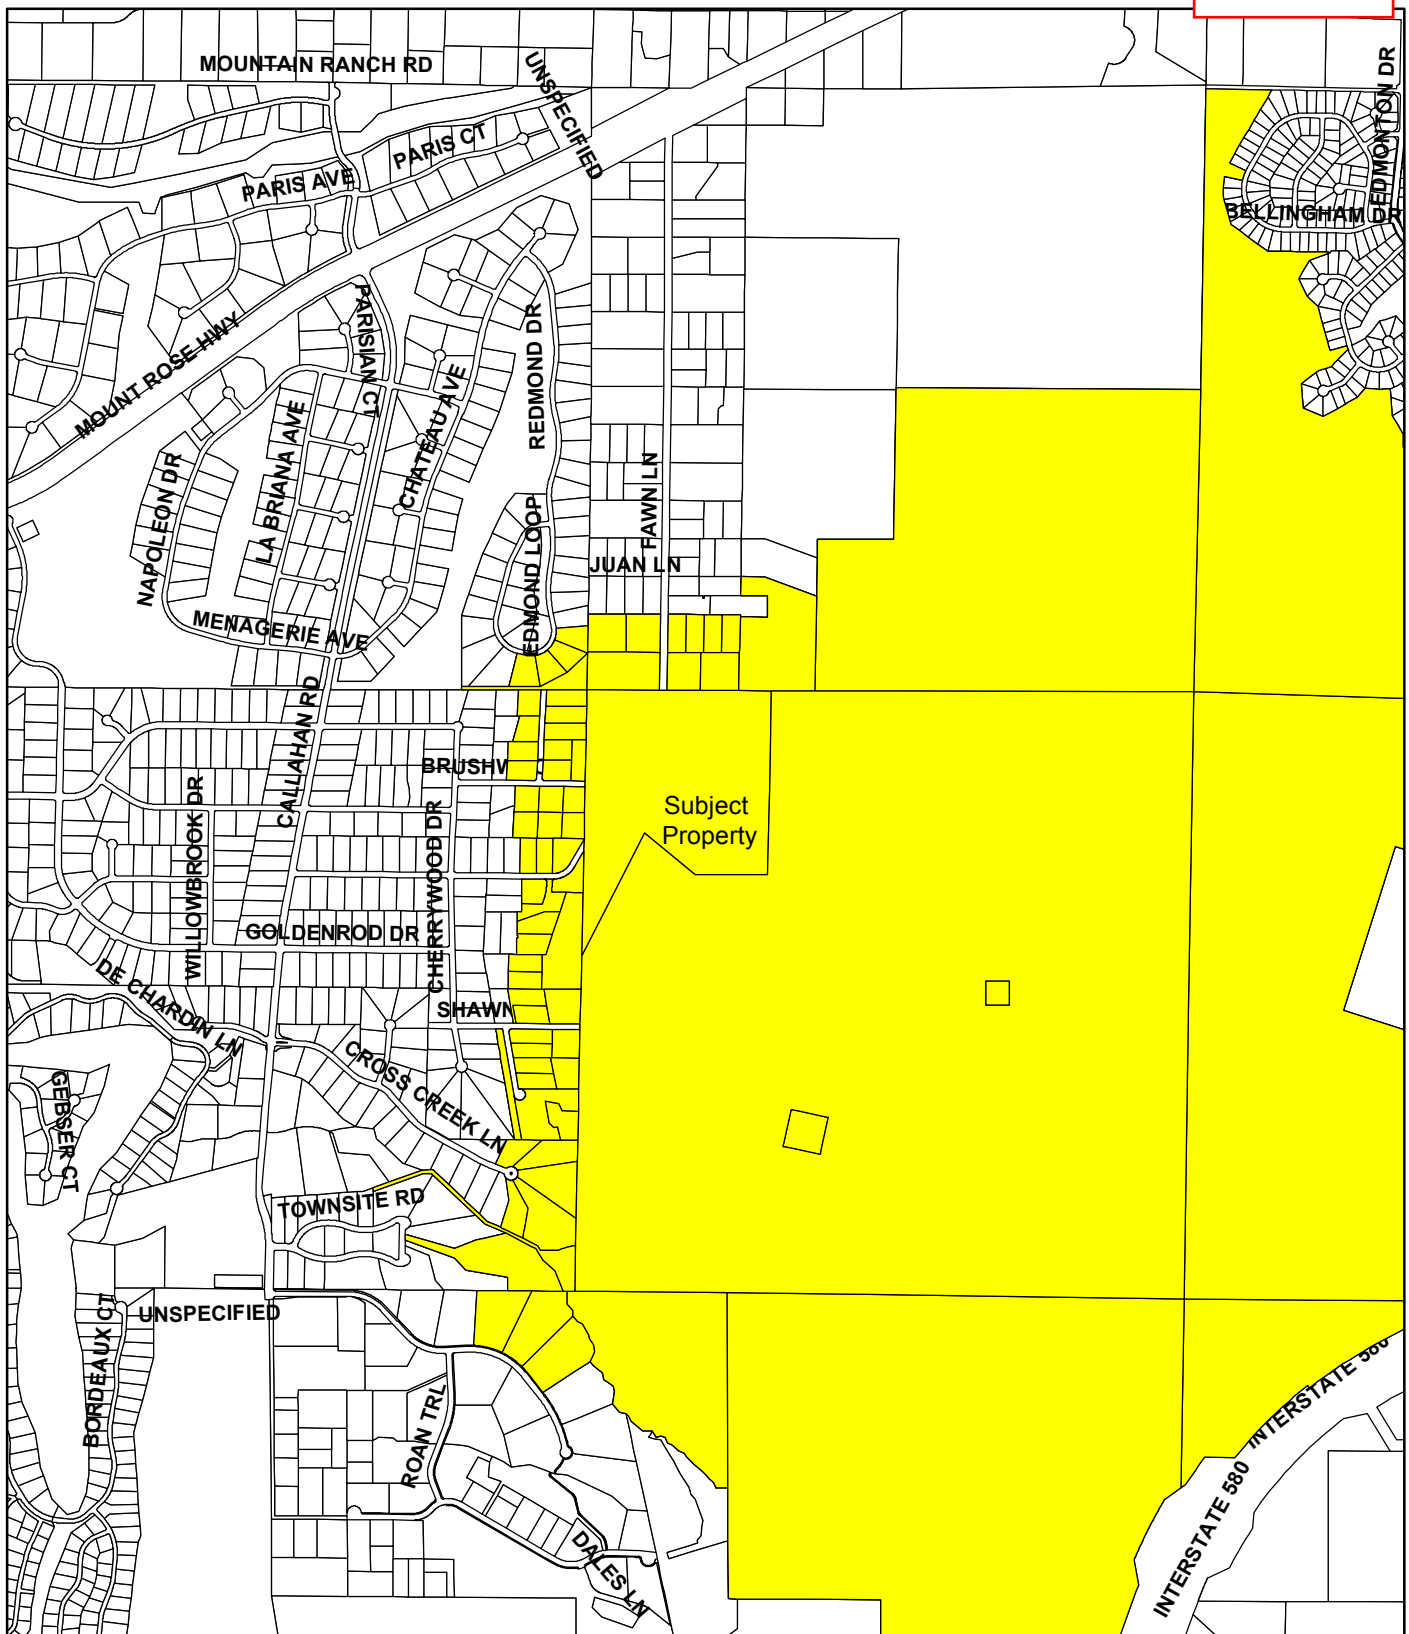 MOUNTAIN RANCH RD
UNSPECIFIED
EDMONTON DR
PARIS CT
PARIS AVE
BELLINGHAM DR
MOUNT ROSE HWY
PARISIAN CT
REDMOND DR
CHATEAU AVE
LA BRIANA AVE
NAPOLEON DR
FAWN LN
EDMOND LOOP
JUAN LN
MENAGERIE AVE
CALLAHAN RD
BRUSHW
WILLOWBROOK DR
CHERRYWOOD DR
Subject
Property
GOLDENROD DR
DE CHARDIN LN
SHAWN
CROSS CREEK LN
GEBSER CT
TOWNSITE RD
UNSPECIFIED
BORDEAUX CT
ROAN TRL
INTERSTATE 580
INTERSTATE 580
DALES LN